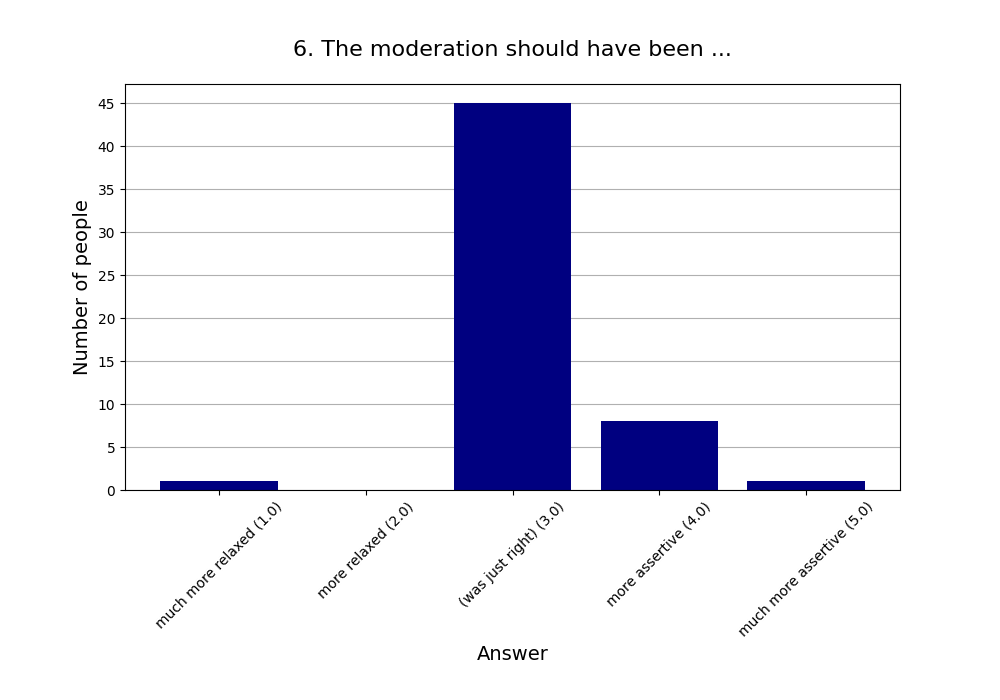 6. The moderation should have been ...
Number of people
45
40
35
30
25
20
15
10
5
0
much more relaxed (1.0)
more relaxed (2.0)
(was just right) (3.0)
more assertive (4.0)
much more assertive (5.0)
Answer